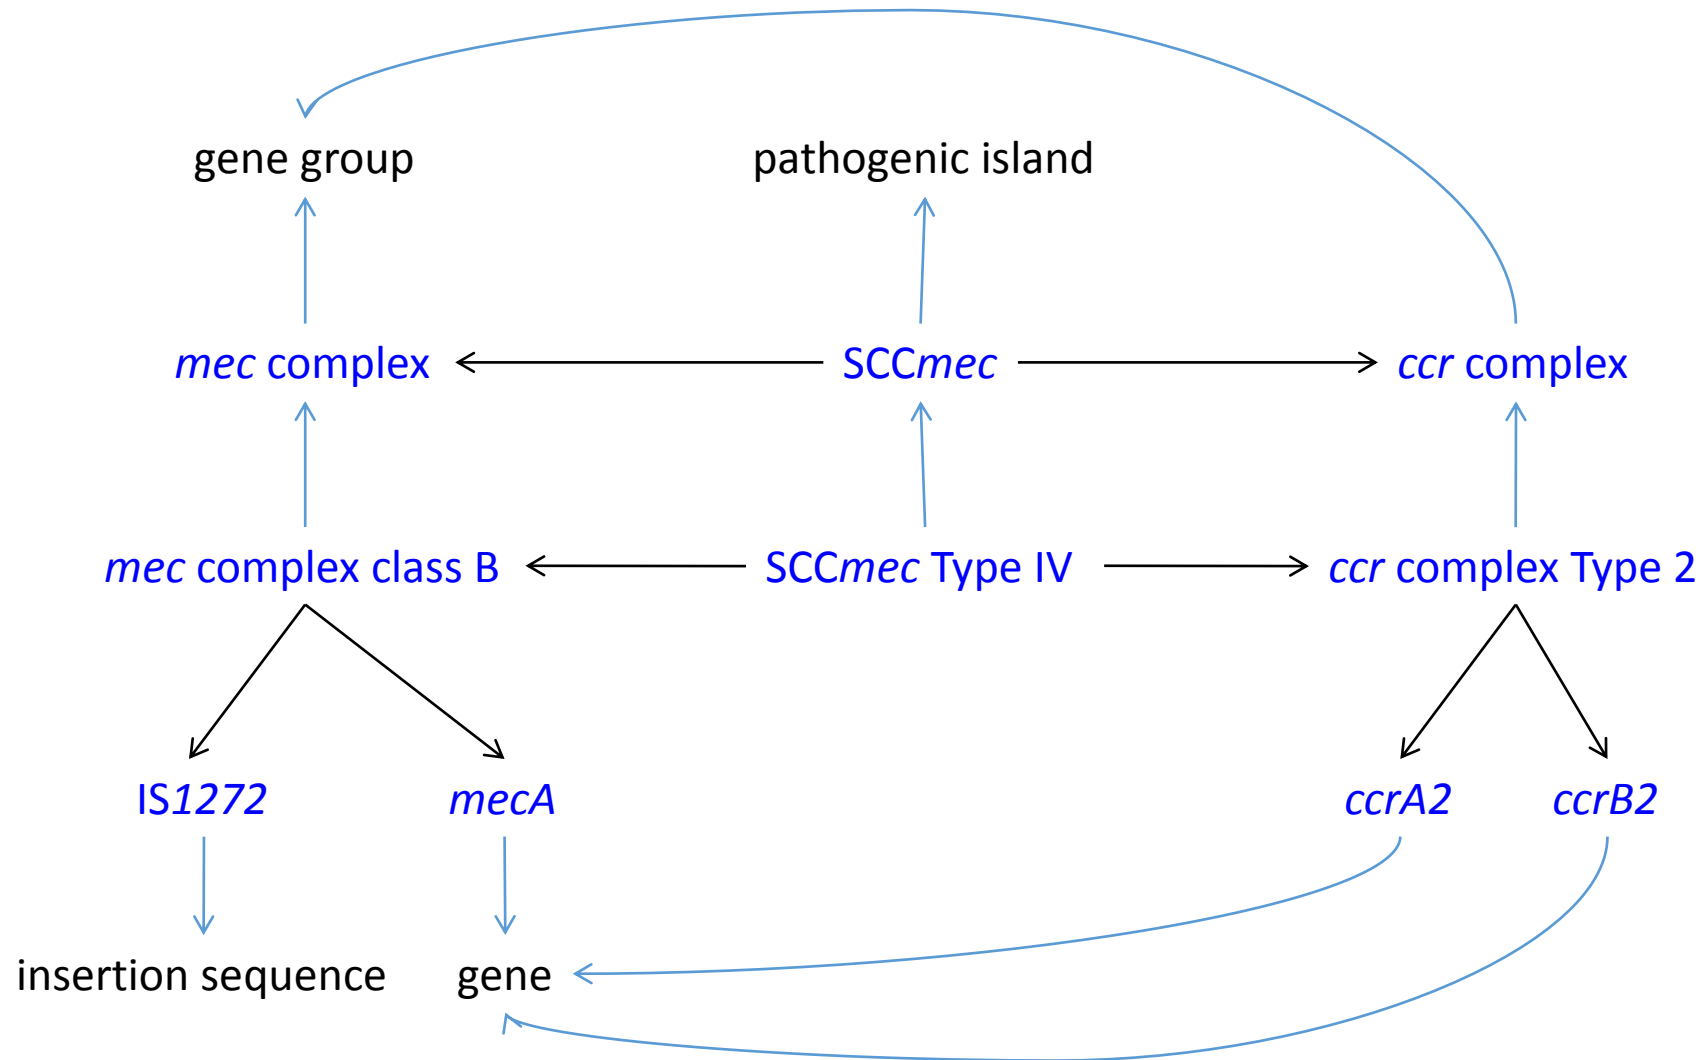 gene group
pathogenic island
mec complex
SCCmec
ccr complex
mec complex class B
SCCmec Type IV
ccr complex Type 2
IS1272
mecA
ccrA2
ccrB2
insertion sequence
gene